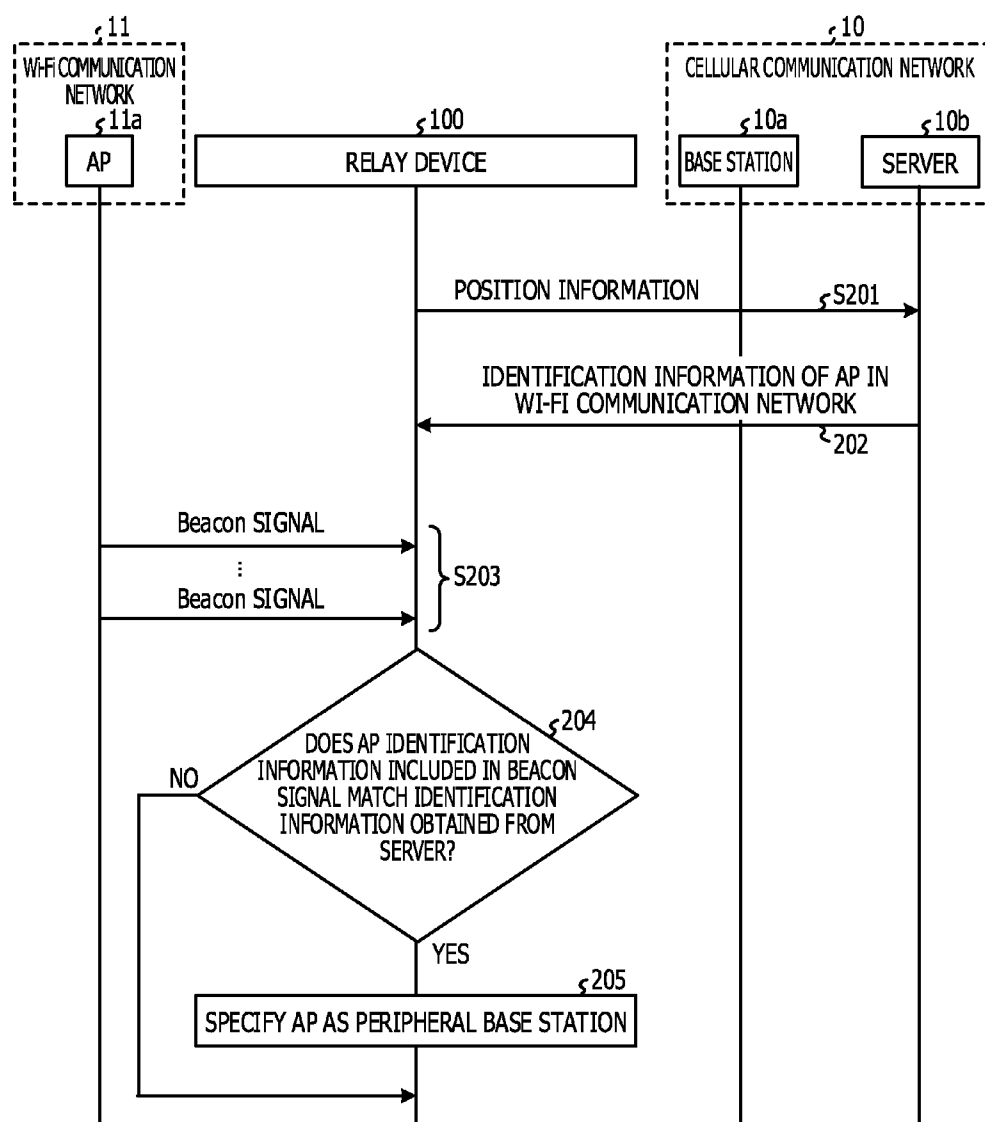 11
10
WI-FI COMMUNICATION
NETWORK
CELLULAR COMMUNICATION NETWORK
11a
100
10a
10b
AP
RELAY DEVICE
BASE STATION
SERVER
POSITION INFORMATION
S201
IDENTIFICATION INFORMATION OF AP IN
WI-FI COMMUNICATION NETWORK
202
Beacon SIGNAL
...
S203
Beacon SIGNAL
204
DOES AP IDENTIFICATION
INFORMATION INCLUDED IN BEACON
SIGNAL MATCH IDENTIFICATION
INFORMATION OBTAINED FROM
SERVER?
NO
YES
205
SPECIFY AP AS PERIPHERAL BASE STATION